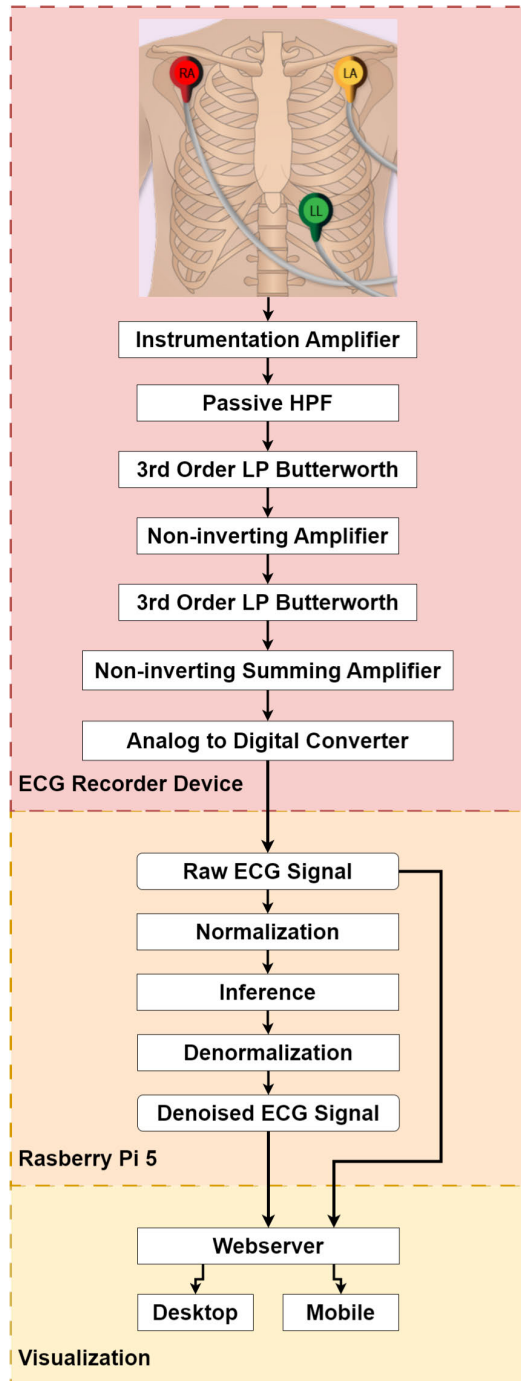 RA
LA
LL
Instrumentation Amplifier
Passive HPF
3rd Order LP Butterworth
Non-inverting Amplifier
3rd Order LP Butterworth
Non-inverting Summing Amplifier
Analog to Digital Converter
ECG Recorder Device
Raw ECG Signal
Normalization
Inference
Denormalization
Denoised ECG Signal
Rasberry Pi 5
Webserver
Desktop
Mobile
Visualization